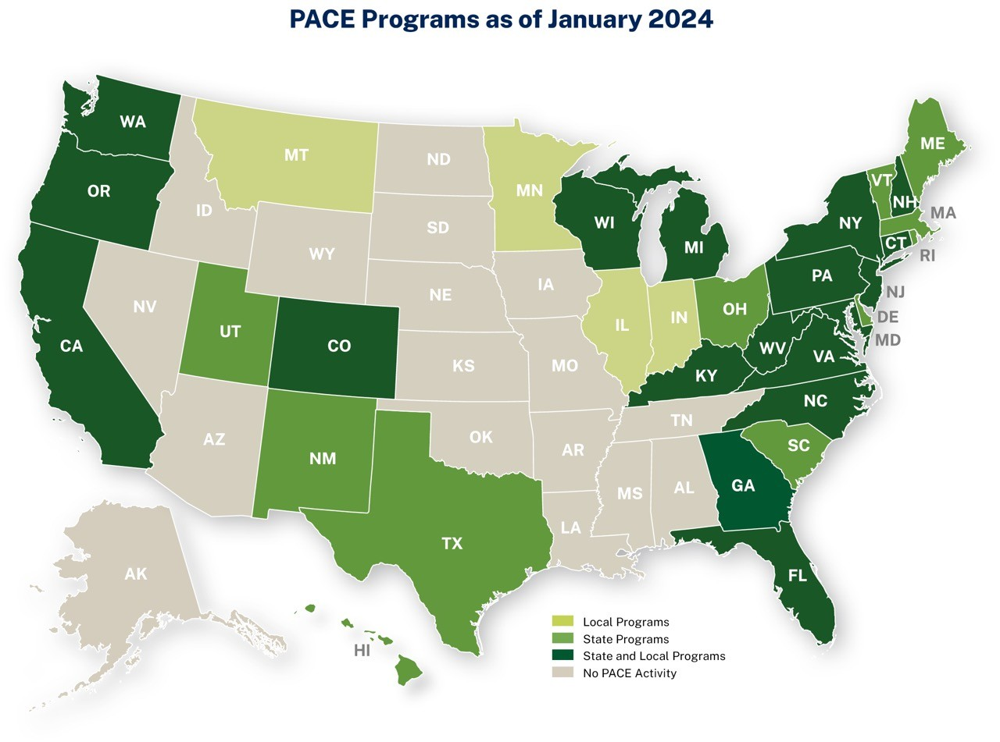 PACE Programs as of January 2024
WA
MT
ND
MN
ME
OR
ID
SD
WI
MI
NY
VT
NH
MA
WY
CT
RI
NV
UT
CO
NE
IA
IL
IN
OH
PA
NJ
DE
MD
CA
KS
MO
KY
WV
VA
NC
AZ
NM
OK
AR
TN
SC
TX
LA
MS
AL
GA
FL
AK
HI
Local Programs
State Programs
State and Local Programs
No PACE Activity